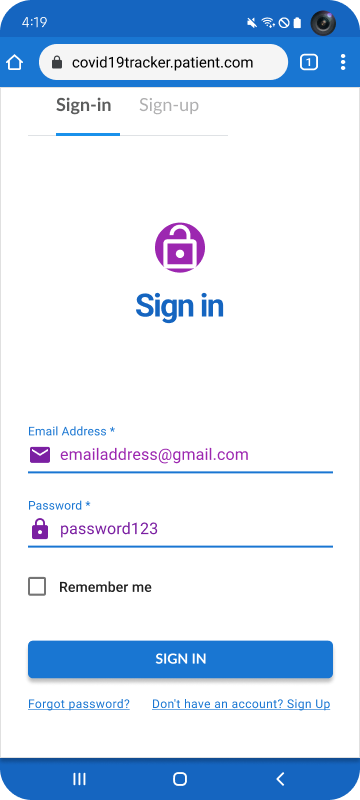 4:19
covid19tracker.patient.com
1
Sign-in Sign-up
Sign in
Email Address *
emailaddress@gmail.com
Password *
password123
Remember me
SIGN IN
Forgot password? Don't have an account? Sign Up